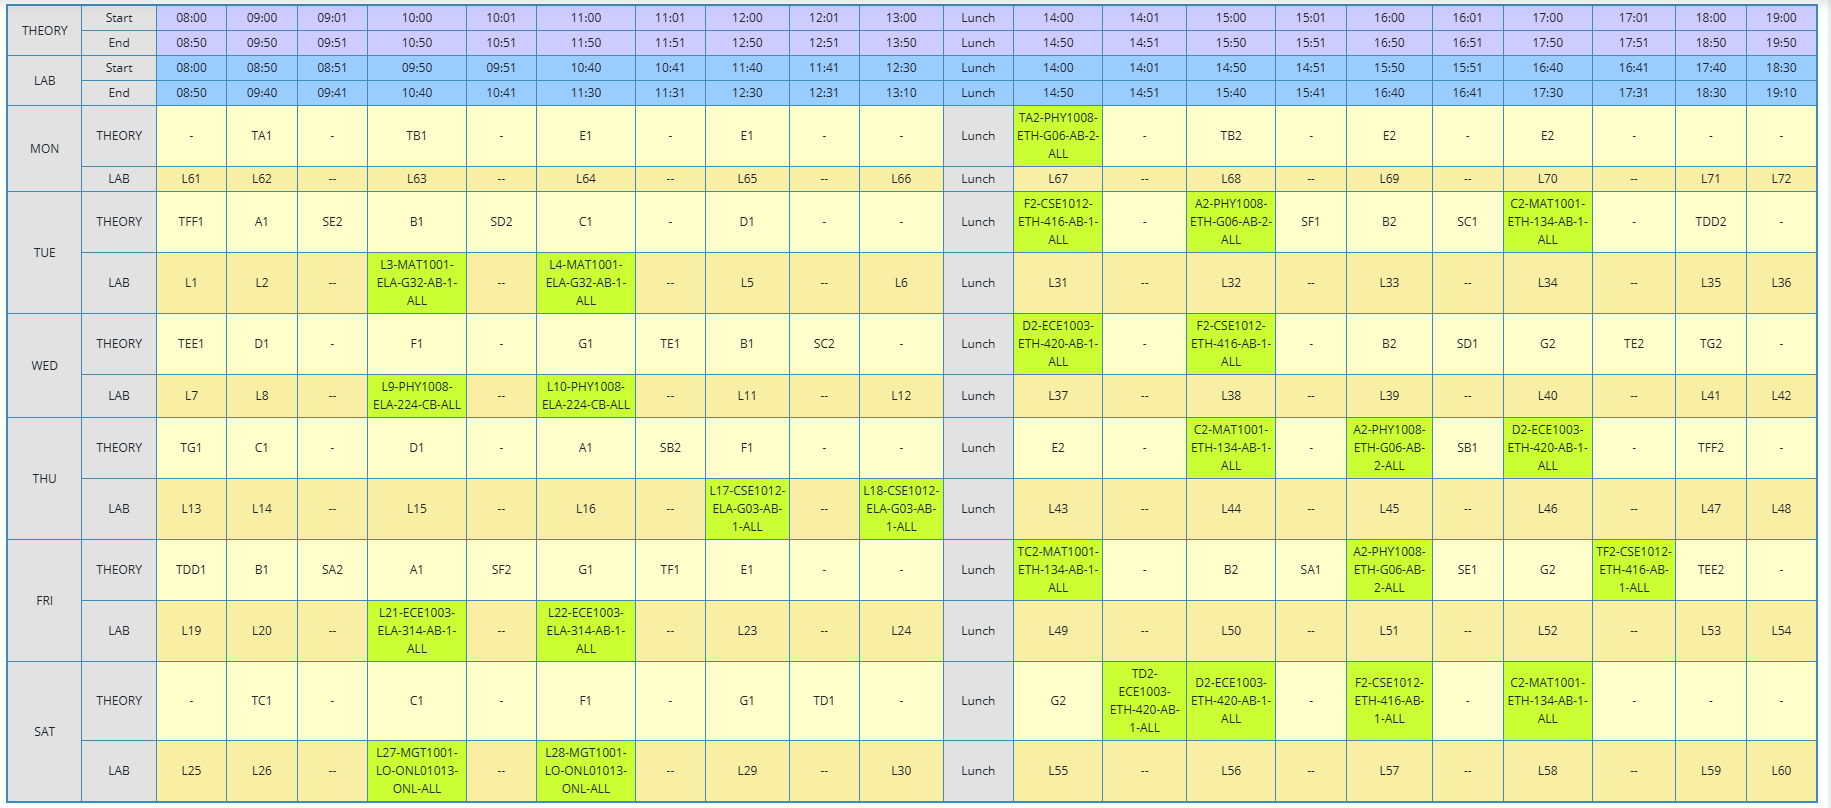 THEORY Start 08:00 09:00 09:01 10:00 10:01 11:00 11:01 12:00 12:01 13:00 Lunch 14:00 14:01 15:00 15:01 16:00 16:01 17:00 17:01 18:00 19:00
End 08:50 09:50 09:51 10:50 10:51 11:50 11:51 12:50 12:51 13:50 Lunch 14:50 14:51 15:50 15:51 16:50 16:51 17:50 17:51 18:50 19:50
LAB Start 08:00 08:50 08:51 09:50 09:51 10:40 10:41 11:40 11:41 12:30 Lunch 14:00 14:01 14:50 14:51 15:50 15:51 16:40 16:41 17:40 18:30
End 08:50 09:40 09:41 10:40 10:41 11:30 11:31 12:30 12:31 13:10 Lunch 14:50 14:51 15:40 15:41 16:40 16:41 17:30 17:31 18:30 19:10
MON THEORY - TA1 - TB1 - E1 - E1 - - Lunch TA2-PHY1008-ETH-G06-AB-2-ALL - TB2 - E2 - E2 - - -
LAB L61 L62 -- L63 -- L64 -- L65 -- L66 Lunch L67 -- L68 -- L69 -- L70 -- L71 L72
TUE THEORY TFF1 A1 SE2 B1 SD2 C1 - D1 - - Lunch F2-CSE1012-ETH-416-AB-1-ALL - A2-PHY1008-ETH-G06-AB-2-ALL SF1 B2 SC1 C2-MAT1001-ETH-134-AB-1-ALL - TDD2 -
LAB L1 L2 -- L3-MAT1001-ELA-G32-AB-1-ALL -- L4-MAT1001-ELA-G32-AB-1-ALL -- L5 -- L6 Lunch L31 -- L32 -- L33 -- L34 -- L35 L36
WED THEORY TEE1 D1 - F1 - G1 TE1 B1 SC2 - Lunch D2-ECE1003-ETH-420-AB-1-ALL - F2-CSE1012-ETH-416-AB-1-ALL - B2 SD1 G2 TE2 TG2 -
LAB L7 L8 -- L9-PHY1008-ELA-224-CB-ALL -- L10-PHY1008-ELA-224-CB-ALL -- L11 -- L12 Lunch L37 -- L38 -- L39 -- L40 -- L41 L42
THU THEORY TG1 C1 - D1 - A1 SB2 F1 - - Lunch E2 - C2-MAT1001-ETH-134-AB-1-ALL - A2-PHY1008-ETH-G06-AB-2-ALL SB1 D2-ECE1003-ETH-420-AB-1-ALL - TFF2 -
LAB L13 L14 -- L15 -- L16 -- L17-CSE1012-ELA-G03-AB-1-ALL -- L18-CSE1012-ELA-G03-AB-1-ALL Lunch L43 -- L44 -- L45 -- L46 -- L47 L48
FRI THEORY TDD1 B1 SA2 A1 SF2 G1 TF1 E1 - - Lunch TC2-MAT1001-ETH-134-AB-1-ALL - B2 SA1 A2-PHY1008-ETH-G06-AB-2-ALL SE1 G2 TF2-CSE1012-ETH-416-AB-1-ALL TEE2 -
LAB L19 L20 -- L21-ECE1003-ELA-314-AB-1-ALL -- L22-ECE1003-ELA-314-AB-1-ALL -- L23 -- L24 Lunch L49 -- L50 -- L51 -- L52 -- L53 L54
SAT THEORY - TC1 - C1 - F1 - G1 TD1 - Lunch G2 TD2-ECE1003-ETH-420-AB-1-ALL D2-ECE1003-ETH-420-AB-1-ALL - F2-CSE1012-ETH-416-AB-1-ALL - C2-MAT1001-ETH-134-AB-1-ALL - - -
LAB L25 L26 -- L27-MGT1001-LO-ONL01013-ONL-ALL -- L28-MGT1001-LO-ONL01013-ONL-ALL -- L29 -- L30 Lunch L55 -- L56 -- L57 -- L58 -- L59 L60